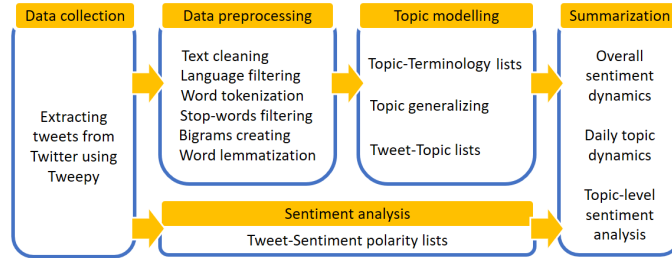 Data collection
Extracting
tweets from
Twitter using
Tweepy
Data preprocessing
Text cleaning
Language filtering
Word tokenization
Stop-words filtering
Bigrams creating
Word lemmatization
Topic modelling
Topic-Terminology lists
Topic generalizing
Tweet-Topic lists
Sentiment analysis
Tweet-Sentiment polarity lists
Summarization
Overall
sentiment
dynamics
Daily topic
dynamics
Topic-level
sentiment
analysis